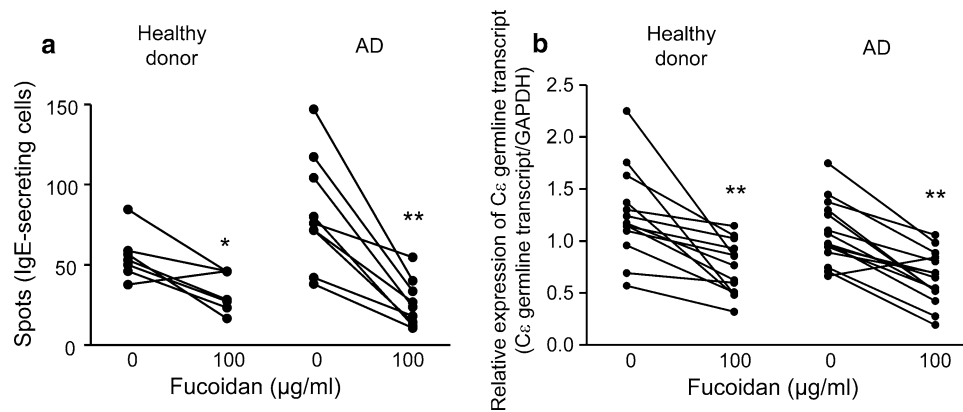 a
Healthy
donor
AD
Spots (IgE-secreting cells)
150
100
50
0
*
**
0 100 0 100
Fucoidan (µg/ml)
b
Healthy
donor
AD
Relative expression of Cε germline transcript
(Cε germline transcript/GAPDH)
2.5
2.0
1.5
1.0
0.5
0.0
**
**
0 100 0 100
Fucoidan (µg/ml)